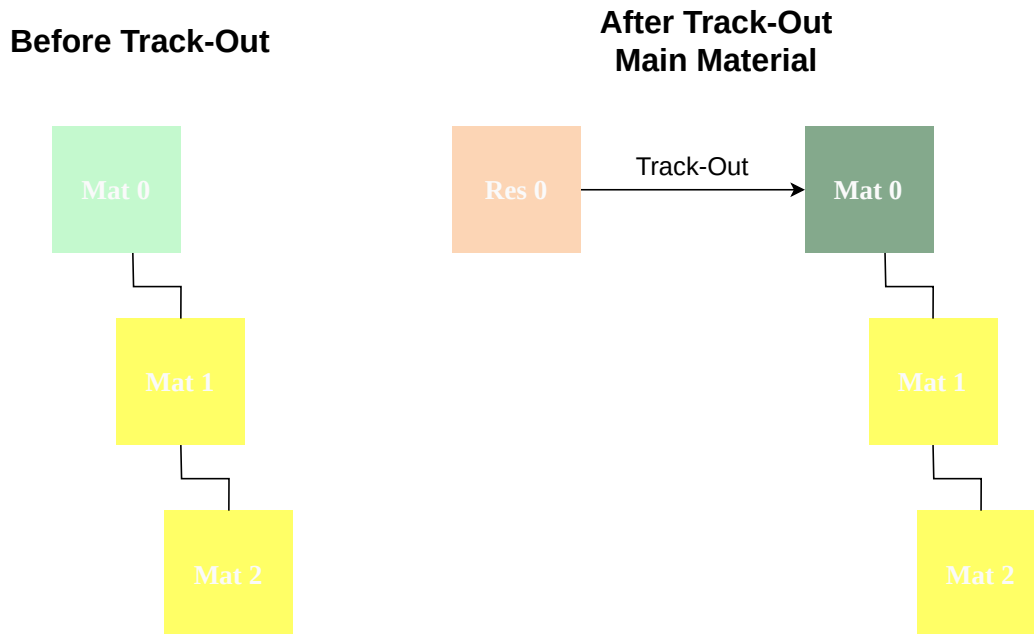 Before Track-Out
After Track-Out
Main Material
Mat 0
Res 0
Track-Out
Mat 0
Mat 1
Mat 1
Mat 2
Mat 2